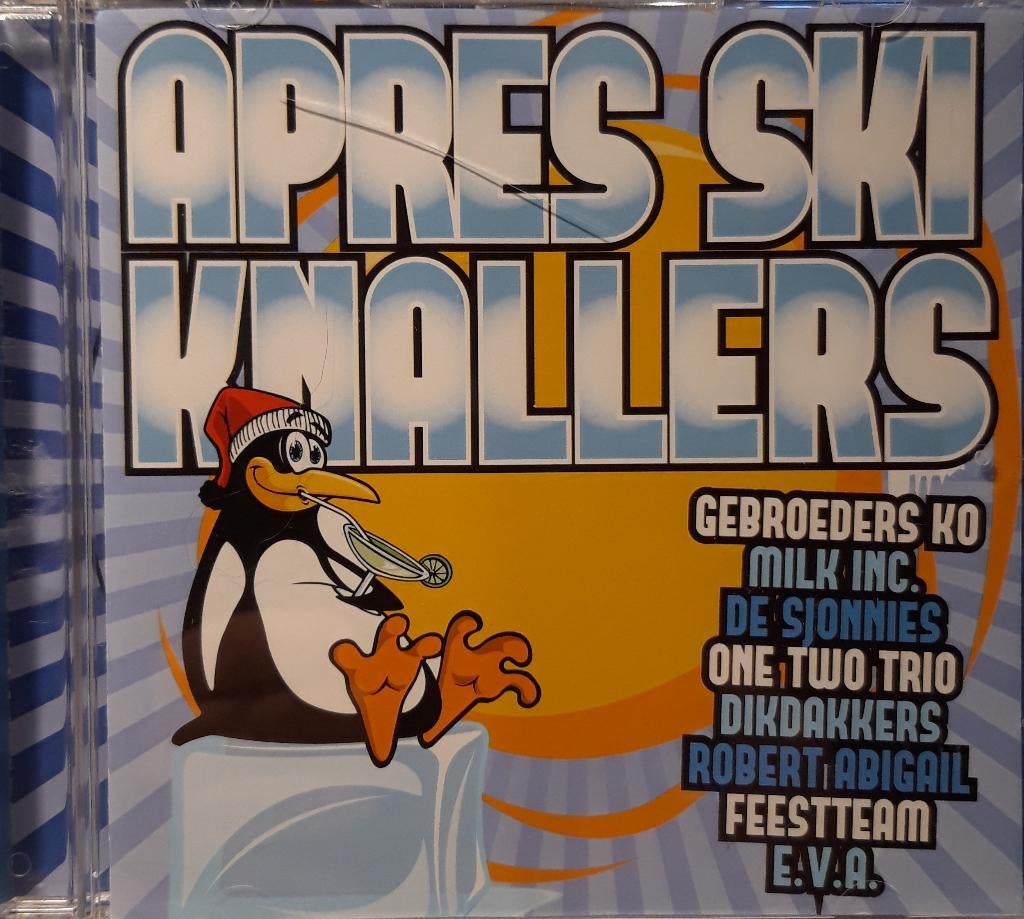 APRES SKI
KNALLERS
GEBROEDERS KO
MILK INC.
DE SJONNIES
ONE TWO TRIO
DIKDAKKERS
ROBERT ABIGAIL
FEESTTEAM
E.V.A.